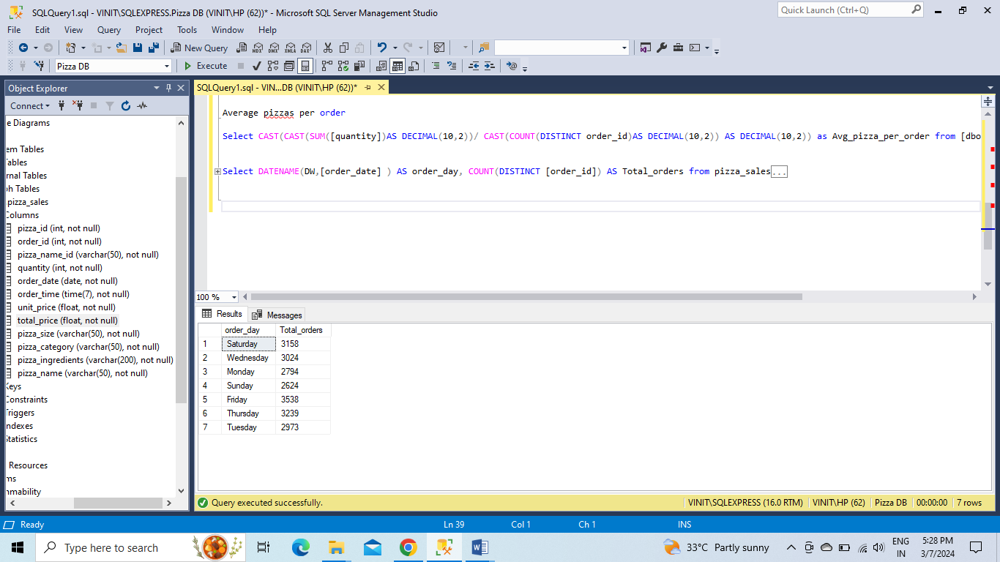 SQLQuery1.sql - VINIT\SQLEXPRESS.Pizza DB (VINIT\HP (62))* - Microsoft SQL Server Management Studio
Quick Launch (Ctrl+Q)
File Edit View Query Project Tools Window Help
New Query MDX DMX XMLA DAX
Pizza DB Execute
Object Explorer
SQLQuery1.sql - VIN...DB (VINIT\HP (62))*
Connect
e Diagrams
em Tables
ables
rnal Tables
h Tables
pizza_sales
Columns
pizza_id (int, not null)
order_id (int, not null)
pizza_name_id (varchar(50), not null)
quantity (int, not null)
order_date (date, not null)
order_time (time(7), not null)
unit_price (float, not null)
total_price (float, not null)
pizza_size (varchar(50), not null)
pizza_category (varchar(50), not null)
pizza_ingredients (varchar(200), not null)
pizza_name (varchar(50), not null)
Keys
Constraints
Triggers
ndexes
Statistics
Resources
ms
mmability
Average pizzas per order
Select CAST(CAST(SUM([quantity])AS DECIMAL(10,2))/ CAST(COUNT(DISTINCT order_id)AS DECIMAL(10,2)) AS DECIMAL(10,2)) as Avg_pizza_per_order from [dbo
Select DATENAME(DW,[order_date] ) AS order_day, COUNT(DISTINCT [order_id]) AS Total_orders from pizza_sales...
100 %
Results Messages
order_day Total_orders
1 Saturday 3158
2 Wednesday 3024
3 Monday 2794
4 Sunday 2624
5 Friday 3538
6 Thursday 3239
7 Tuesday 2973
Query executed successfully. VINIT\SQLEXPRESS (16.0 RTM) VINIT\HP (62) Pizza DB 00:00:00 7 rows
Ready Ln 39 Col 1 Ch 1 INS
Type here to search 33°C Partly sunny ENG IN 5:28 PM 3/7/2024